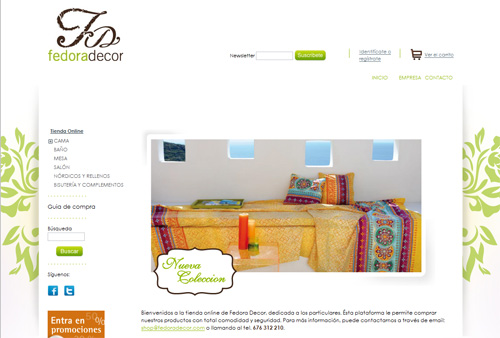 FD
fedoradecor
Newsletter
Suscríbete
Identifícate o
regístrate
Ver el carrito
INICIO EMPRESA CONTACTO
Tienda Online
CAMA
BAÑO
MESA
SALÓN
NÓRDICOS Y RELLENOS
BISUTERÍA Y COMPLEMENTOS
Guía de compra
Búsqueda
Buscar
Síguenos:
Entra en
promociones
%
Nueva
Coleccion
Bienvenidos a la tienda online de Fedora Decor, dedicada a los particulares. Ésta plataforma le permite comprar
nuestros productos con total comodidad y seguridad. Para más información, puede contactarnos a través de email:
shop@fedoradecor.com o llamando al tel. 676 312 210.